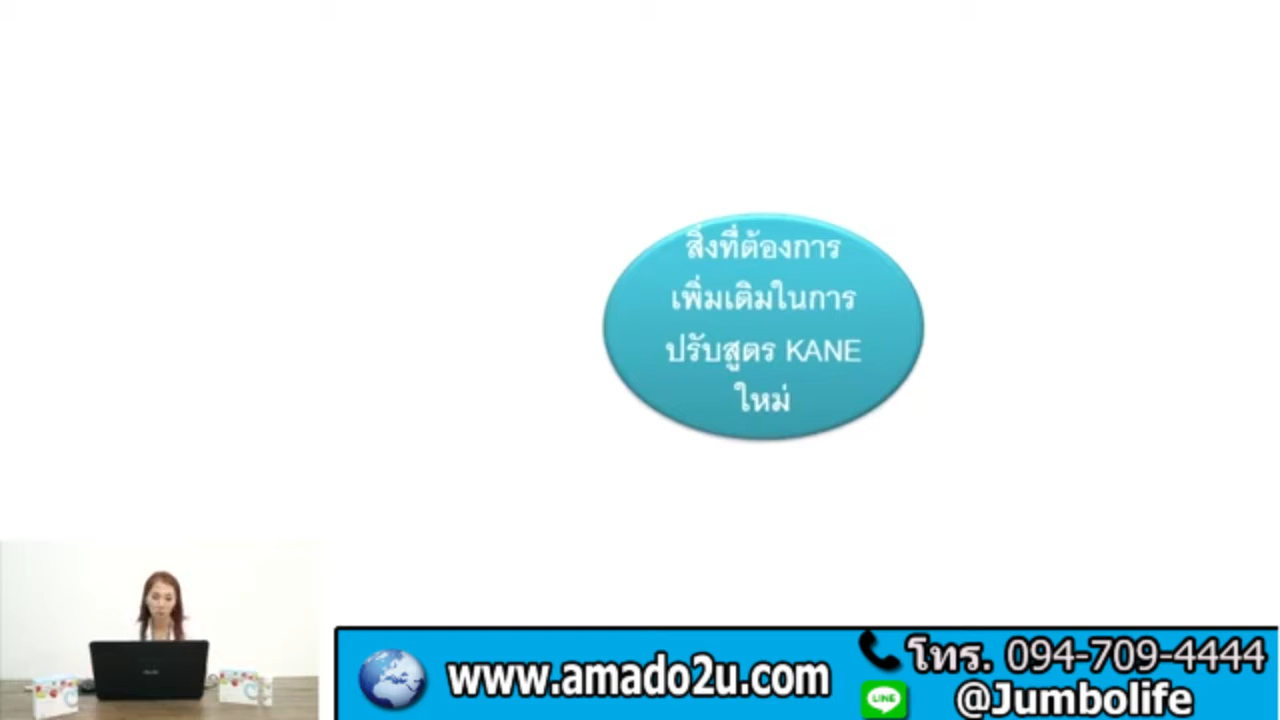 สิ่งที่ต้องการ
เพิ่มเติมในการ
ปรับสูตร KANE
ใหม่
www.amado2u.com
โทร. 094-709-4444
LINE
@Jumbolife